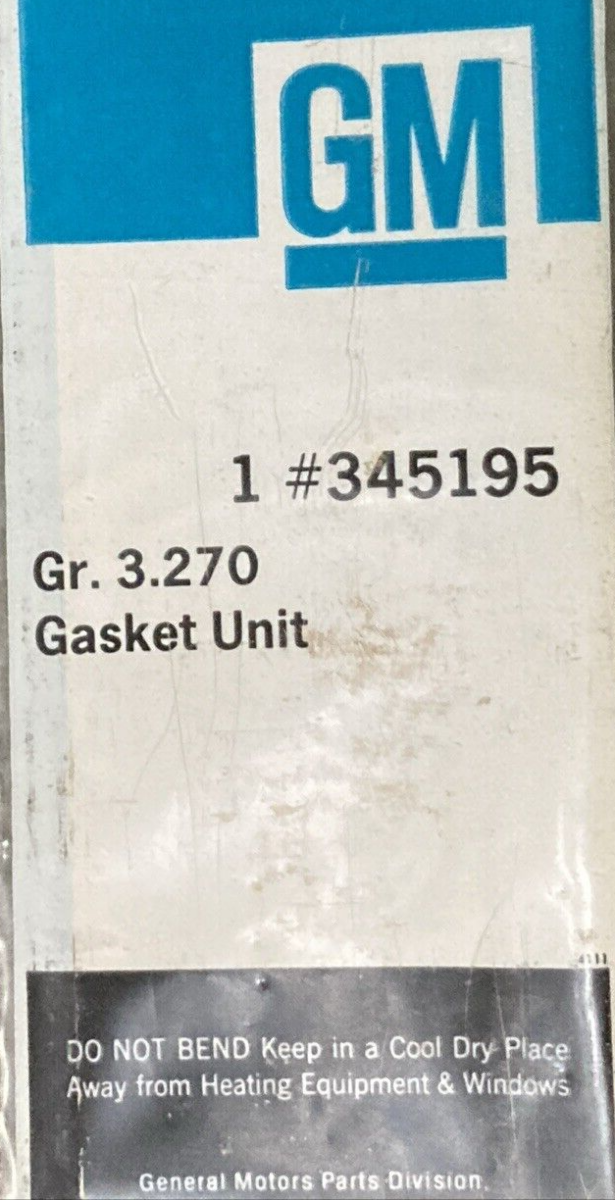 GM
1 #345195
Gr. 3.270
Gasket Unit
DO NOT BEND Keep in a Cool Dry Place
Away from Heating Equipment & Windows
General Motors Parts Division.